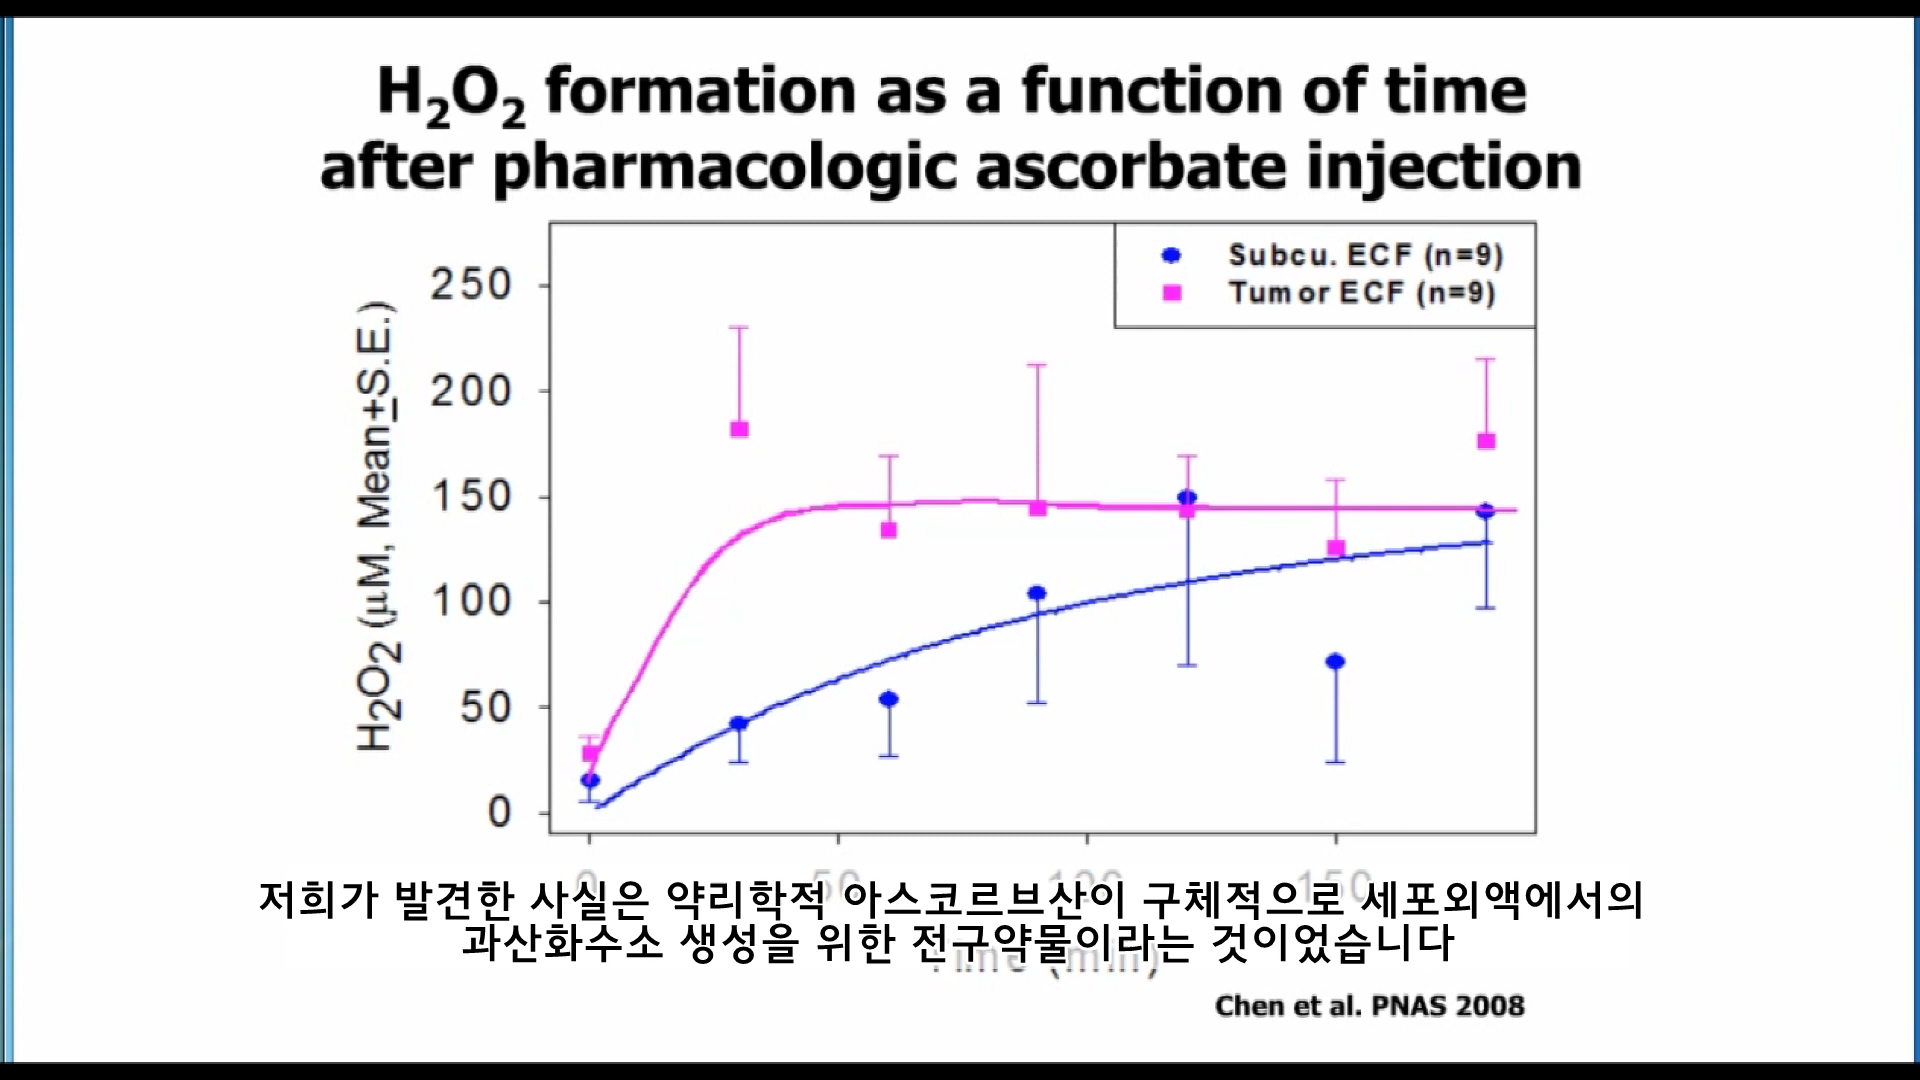 H₂O₂ formation as a function of time
after pharmacologic ascorbate injection
Subcu. ECF (n=9)
Tumor ECF (n=9)
H2O2 (μM, Mean±S.E.)
250
200
150
100
50
0
0 50 100 150
Time (min)
저희가 발견한 사실은 약리학적 아스코르브산이 구체적으로 세포외액에서의
과산화수소 생성을 위한 전구약물이라는 것이었습니다
Chen et al. PNAS 2008